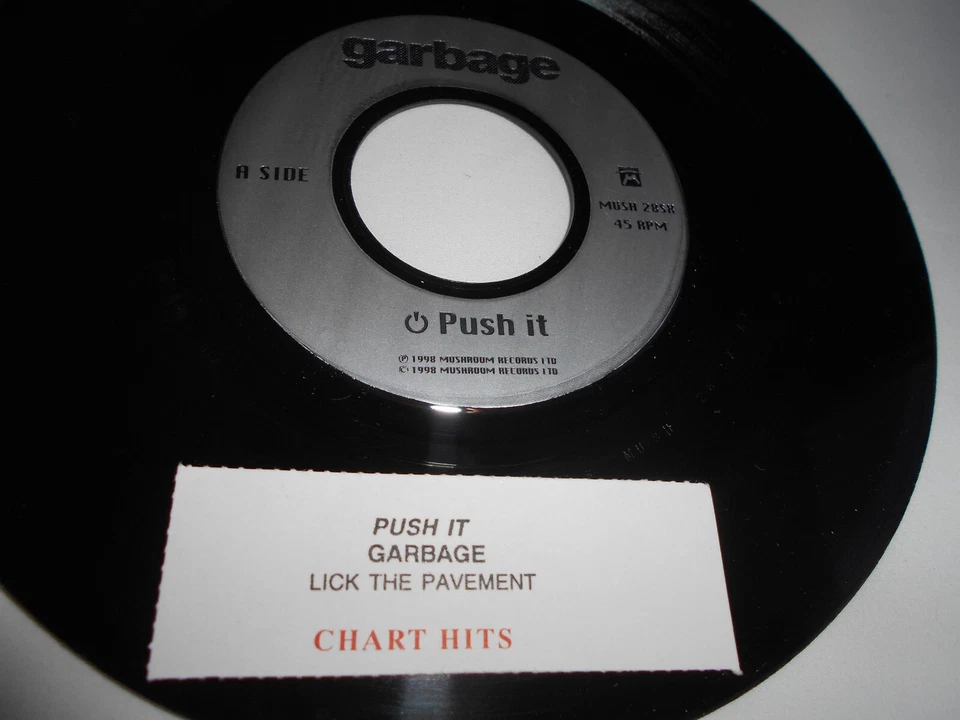 garbage
A SIDE
MUSH 28SX
45 RPM
Push it
℗ 1998 MUSHROOM RECORDS LTD
© 1998 MUSHROOM RECORDS LTD
PUSH IT
GARBAGE
LICK THE PAVEMENT
CHART HITS